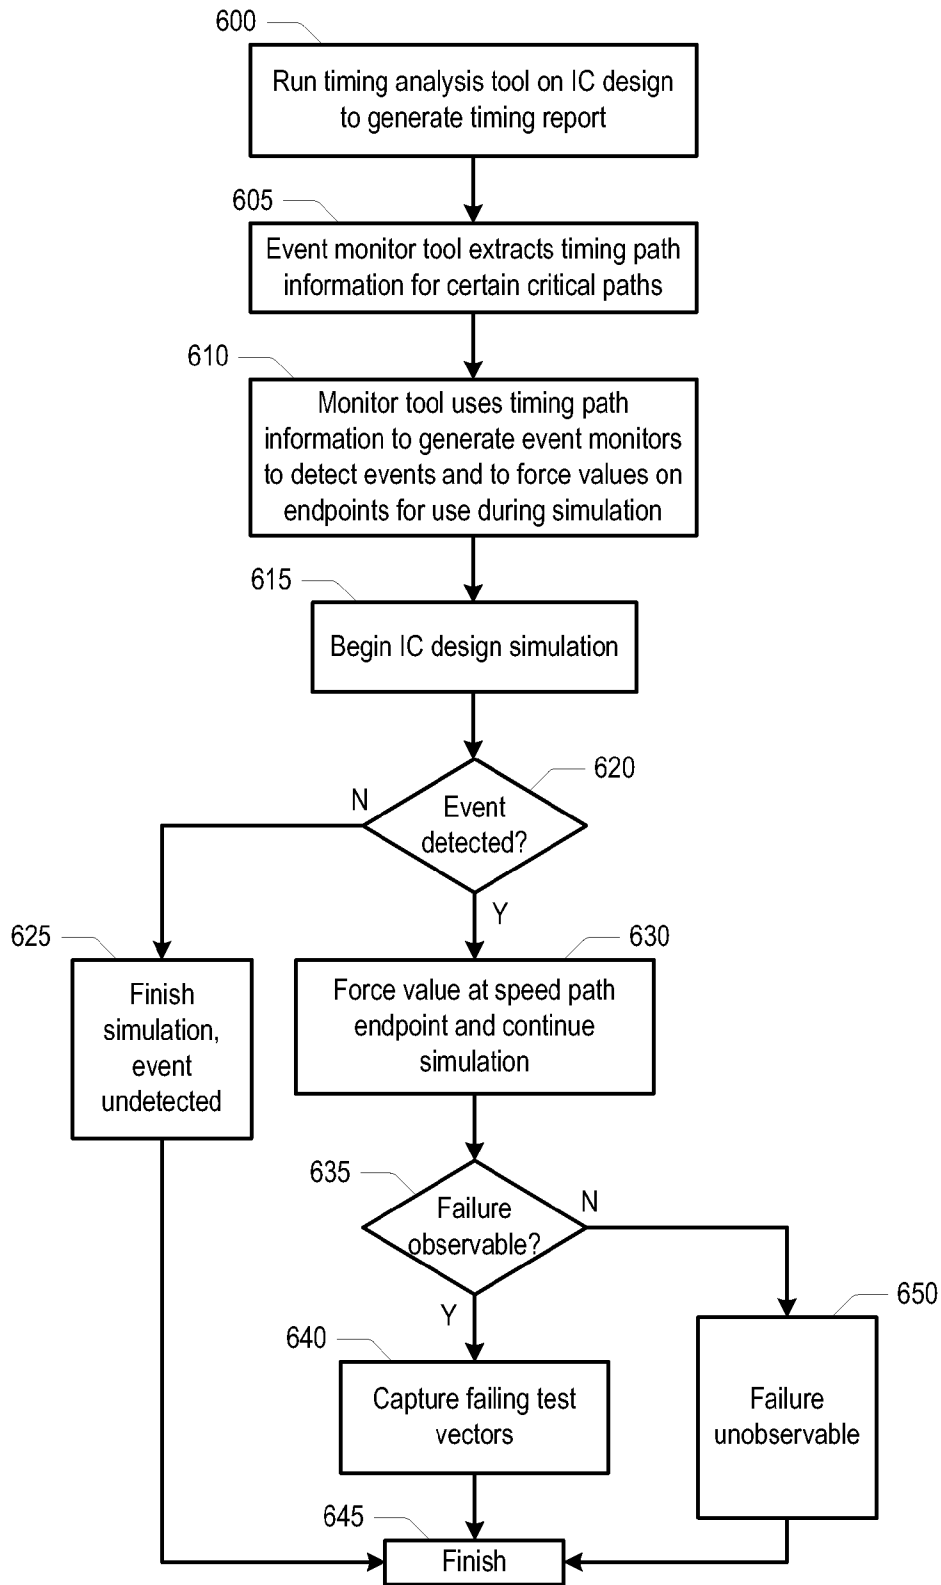 600
Run timing analysis tool on IC design
to generate timing report
605
Event monitor tool extracts timing path
information for certain critical paths
610
Monitor tool uses timing path
information to generate event monitors
to detect events and to force values on
endpoints for use during simulation
615
Begin IC design simulation
620
Event
detected?
N
Y
625
Finish
simulation,
event
undetected
630
Force value at speed path
endpoint and continue
simulation
635
Failure
observable?
N
Y
640
Capture failing test
vectors
650
Failure
unobservable
645
Finish